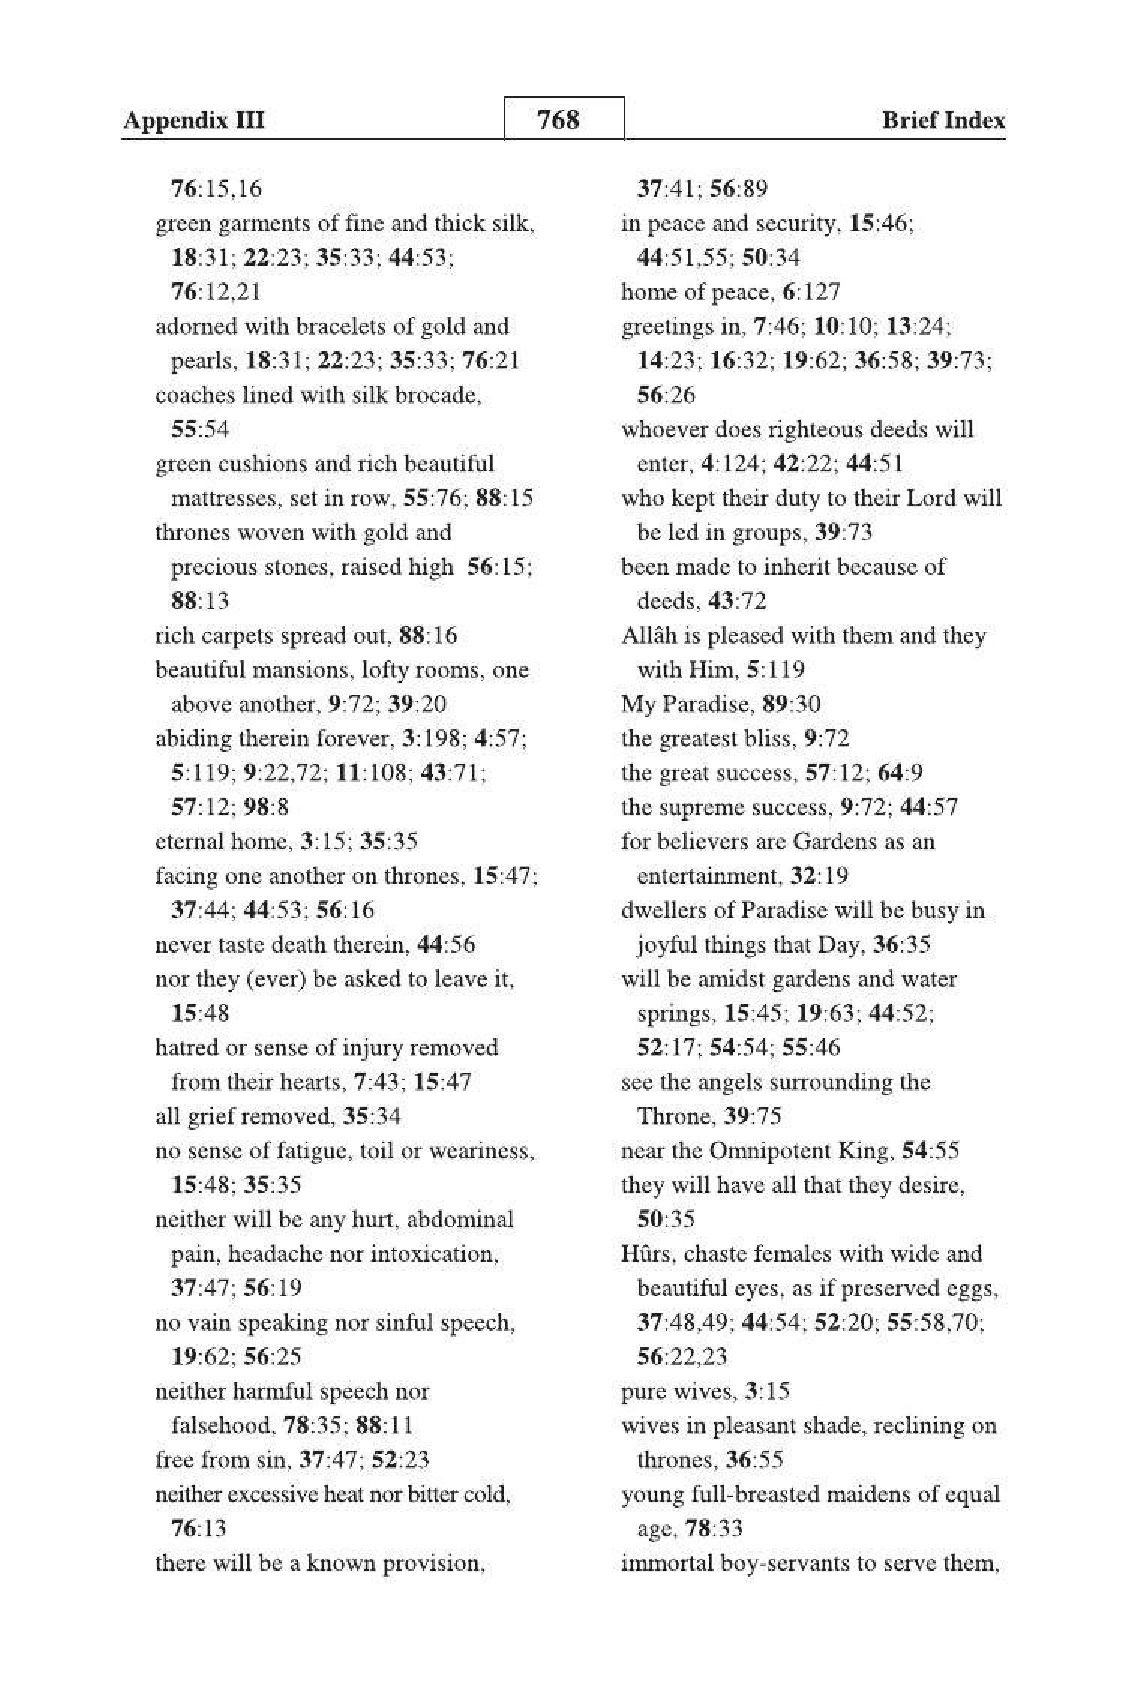 Appendix III
768
Brief Index
76:15,16
green garments of fine and thick silk,
18:31; 22:23; 35:33; 44:53;
76:12,21
adorned with bracelets of gold and
pearls, 18:31; 22:23; 35:33; 76:21
coaches lined with silk brocade,
55:54
green cushions and rich beautiful
mattresses, set in row, 55:76; 88:15
thrones woven with gold and
precious stones, raised high 56:15;
88:13
rich carpets spread out, 88:16
beautiful mansions, lofty rooms, one
above another, 9:72; 39:20
abiding therein forever, 3:198; 4:57;
5:119; 9:22,72; 11:108; 43:71;
57:12; 98:8
eternal home, 3:15; 35:35
facing one another on thrones, 15:47;
37:44; 44:53; 56:16
never taste death therein, 44:56
nor they (ever) be asked to leave it,
15:48
hatred or sense of injury removed
from their hearts, 7:43; 15:47
all grief removed, 35:34
no sense of fatigue, toil or weariness,
15:48; 35:35
neither will be any hurt, abdominal
pain, headache nor intoxication,
37:47; 56:19
no vain speaking nor sinful speech,
19:62; 56:25
neither harmful speech nor
falsehood, 78:35; 88:11
free from sin, 37:47; 52:23
neither excessive heat nor bitter cold,
76:13
there will be a known provision,
37:41; 56:89
in peace and security, 15:46;
44:51,55; 50:34
home of peace, 6:127
greetings in, 7:46; 10:10; 13:24;
14:23; 16:32; 19:62; 36:58; 39:73;
56:26
whoever does righteous deeds will
enter, 4:124; 42:22; 44:51
who kept their duty to their Lord will
be led in groups, 39:73
been made to inherit because of
deeds, 43:72
Allâh is pleased with them and they
with Him, 5:119
My Paradise, 89:30
the greatest bliss, 9:72
the great success, 57:12; 64:9
the supreme success, 9:72; 44:57
for believers are Gardens as an
entertainment, 32:19
dwellers of Paradise will be busy in
joyful things that Day, 36:35
will be amidst gardens and water
springs, 15:45; 19:63; 44:52;
52:17; 54:54; 55:46
see the angels surrounding the
Throne, 39:75
near the Omnipotent King, 54:55
they will have all that they desire,
50:35
Hûrs, chaste females with wide and
beautiful eyes, as if preserved eggs,
37:48,49; 44:54; 52:20; 55:58,70;
56:22,23
pure wives, 3:15
wives in pleasant shade, reclining on
thrones, 36:55
young full-breasted maidens of equal
age, 78:33
immortal boy-servants to serve them,